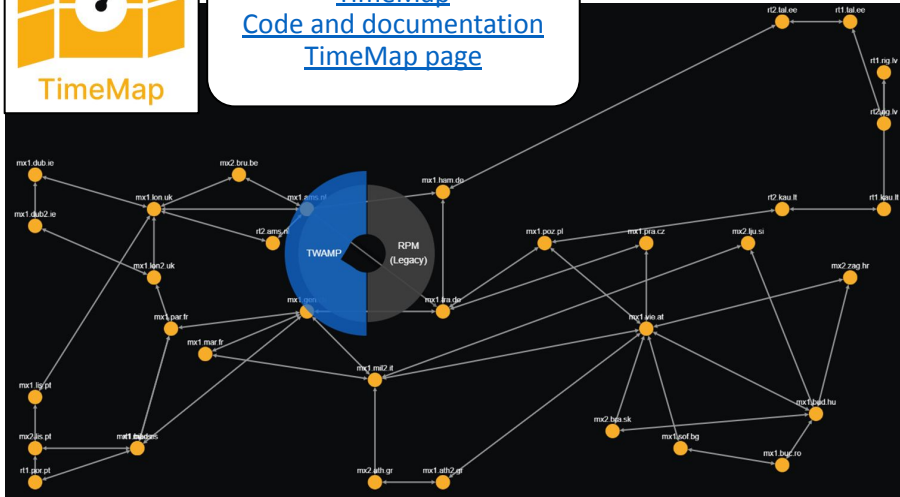 TimeMap
Code and documentation
TimeMap page
TimeMap
rt2.tal.ee
rt1.tal.ee
rt1.rig.lv
rt2.rig.lv
mx1.dub.ie
mx2.bru.be
mx1.ham.de
mx1.lon.uk
mx1.ams.nl
rt2.kau.lt
rt1.kau.lt
mx1.dub2.ie
rt2.ams.nl
mx1.poz.pl
mx1.pra.cz
mx2.lju.si
TWAMP
RPM
(Legacy)
mx1.lon2.uk
mx2.zag.hr
mx1.gen
mx1.fra.de
mx1.par.fr
mx1.vie.at
mx1.mar.fr
mx1.mil2.it
mx1.lis.pt
mx1.bud.hu
mx2.bra.sk
mx2.lis.pt
mx1.sof.bg
mx1.buc.ro
rt1.por.pt
mx2.ath.gr
mx1.ath2.gr